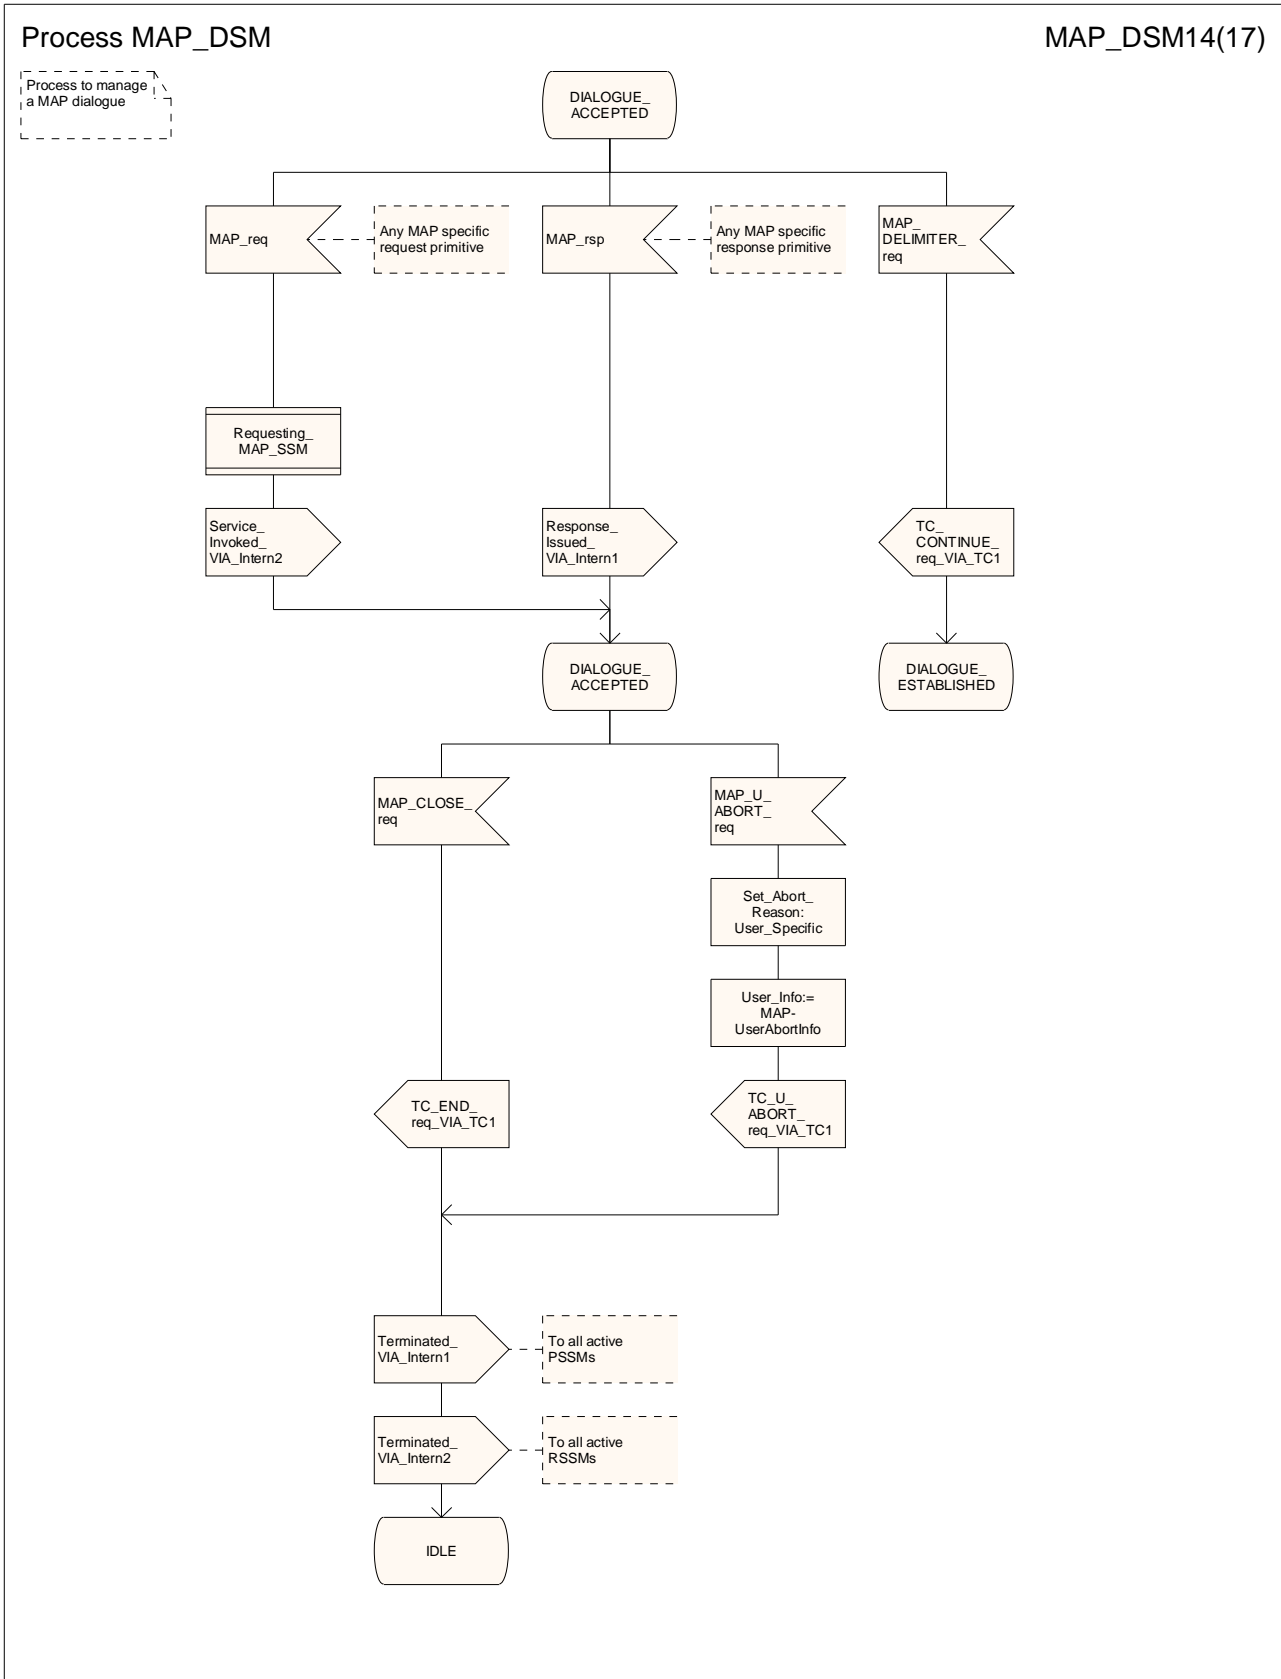 Process MAP_DSM
MAP_DSM14(17)
Process to manage
a MAP dialogue
DIALOGUE_
ACCEPTED
MAP_req
Any MAP specific
request primitive
MAP_rsp
Any MAP specific
response primitive
MAP_
DELIMITER_
req
Requesting_
MAP_SSM
Service_
Invoked_
VIA_Intern2
Response_
Issued_
VIA_Intern1
TC_
CONTINUE_
req_VIA_TC1
DIALOGUE_
ACCEPTED
DIALOGUE_
ESTABLISHED
MAP_CLOSE_
req
MAP_U_
ABORT_
req
Set_Abort_
Reason:
User_Specific
User_Info:=
MAP-
UserAbortInfo
TC_END_
req_VIA_TC1
TC_U_
ABORT_
req_VIA_TC1
Terminated_
VIA_Intern1
To all active
PSSMs
Terminated_
VIA_Intern2
To all active
RSSMs
IDLE